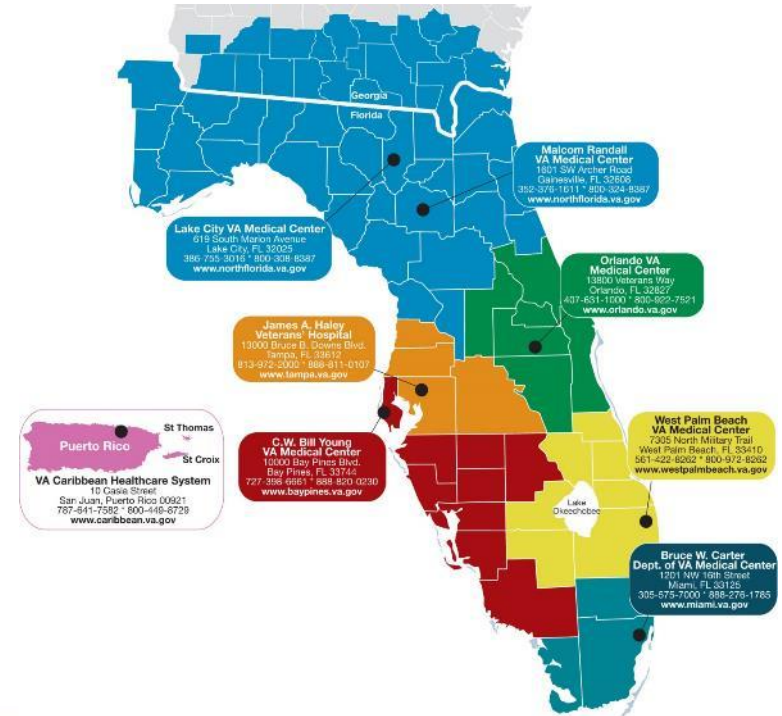 Georgia
Florida
Malcom Randall
VA Medical Center
1601 SW Archer Road
Gainesville, FL 32608
352-376-1611 * 800-324-8387
www.northflorida.va.gov
Lake City VA Medical Center
619 South Marion Avenue
Lake City, FL 32025
386-755-3016 * 800-308-8387
www.northflorida.va.gov
Orlando VA
Medical Center
13800 Veterans Way
Orlando, FL 32827
407-631-1000 * 800-922-7521
www.orlando.va.gov
James A. Haley
Veterans' Hospital
13000 Bruce B. Downs Blvd.
Tampa, FL 33612
813-972-2000 * 888-811-0107
www.tampa.va.gov
C.W. Bill Young
VA Medical Center
10000 Bay Pines Blvd.
Bay Pines, FL 33744
727-398-6661 * 888-820-0230
www.baypines.va.gov
West Palm Beach
VA Medical Center
7305 North Military Trail
West Palm Beach, FL 33410
561-422-8262 * 800-972-8262
www.westpalmbeach.va.gov
Lake
Okeechobee
St Thomas
Puerto Rico
St Croix
VA Caribbean Healthcare System
10 Casia Street
San Juan, Puerto Rico 00921
787-641-7582 * 800-449-8729
www.caribbean.va.gov
Bruce W. Carter
Dept. of VA Medical Center
1201 NW 16th Street
Miami, FL 33125
305-575-7000 * 888-276-1785
www.miami.va.gov